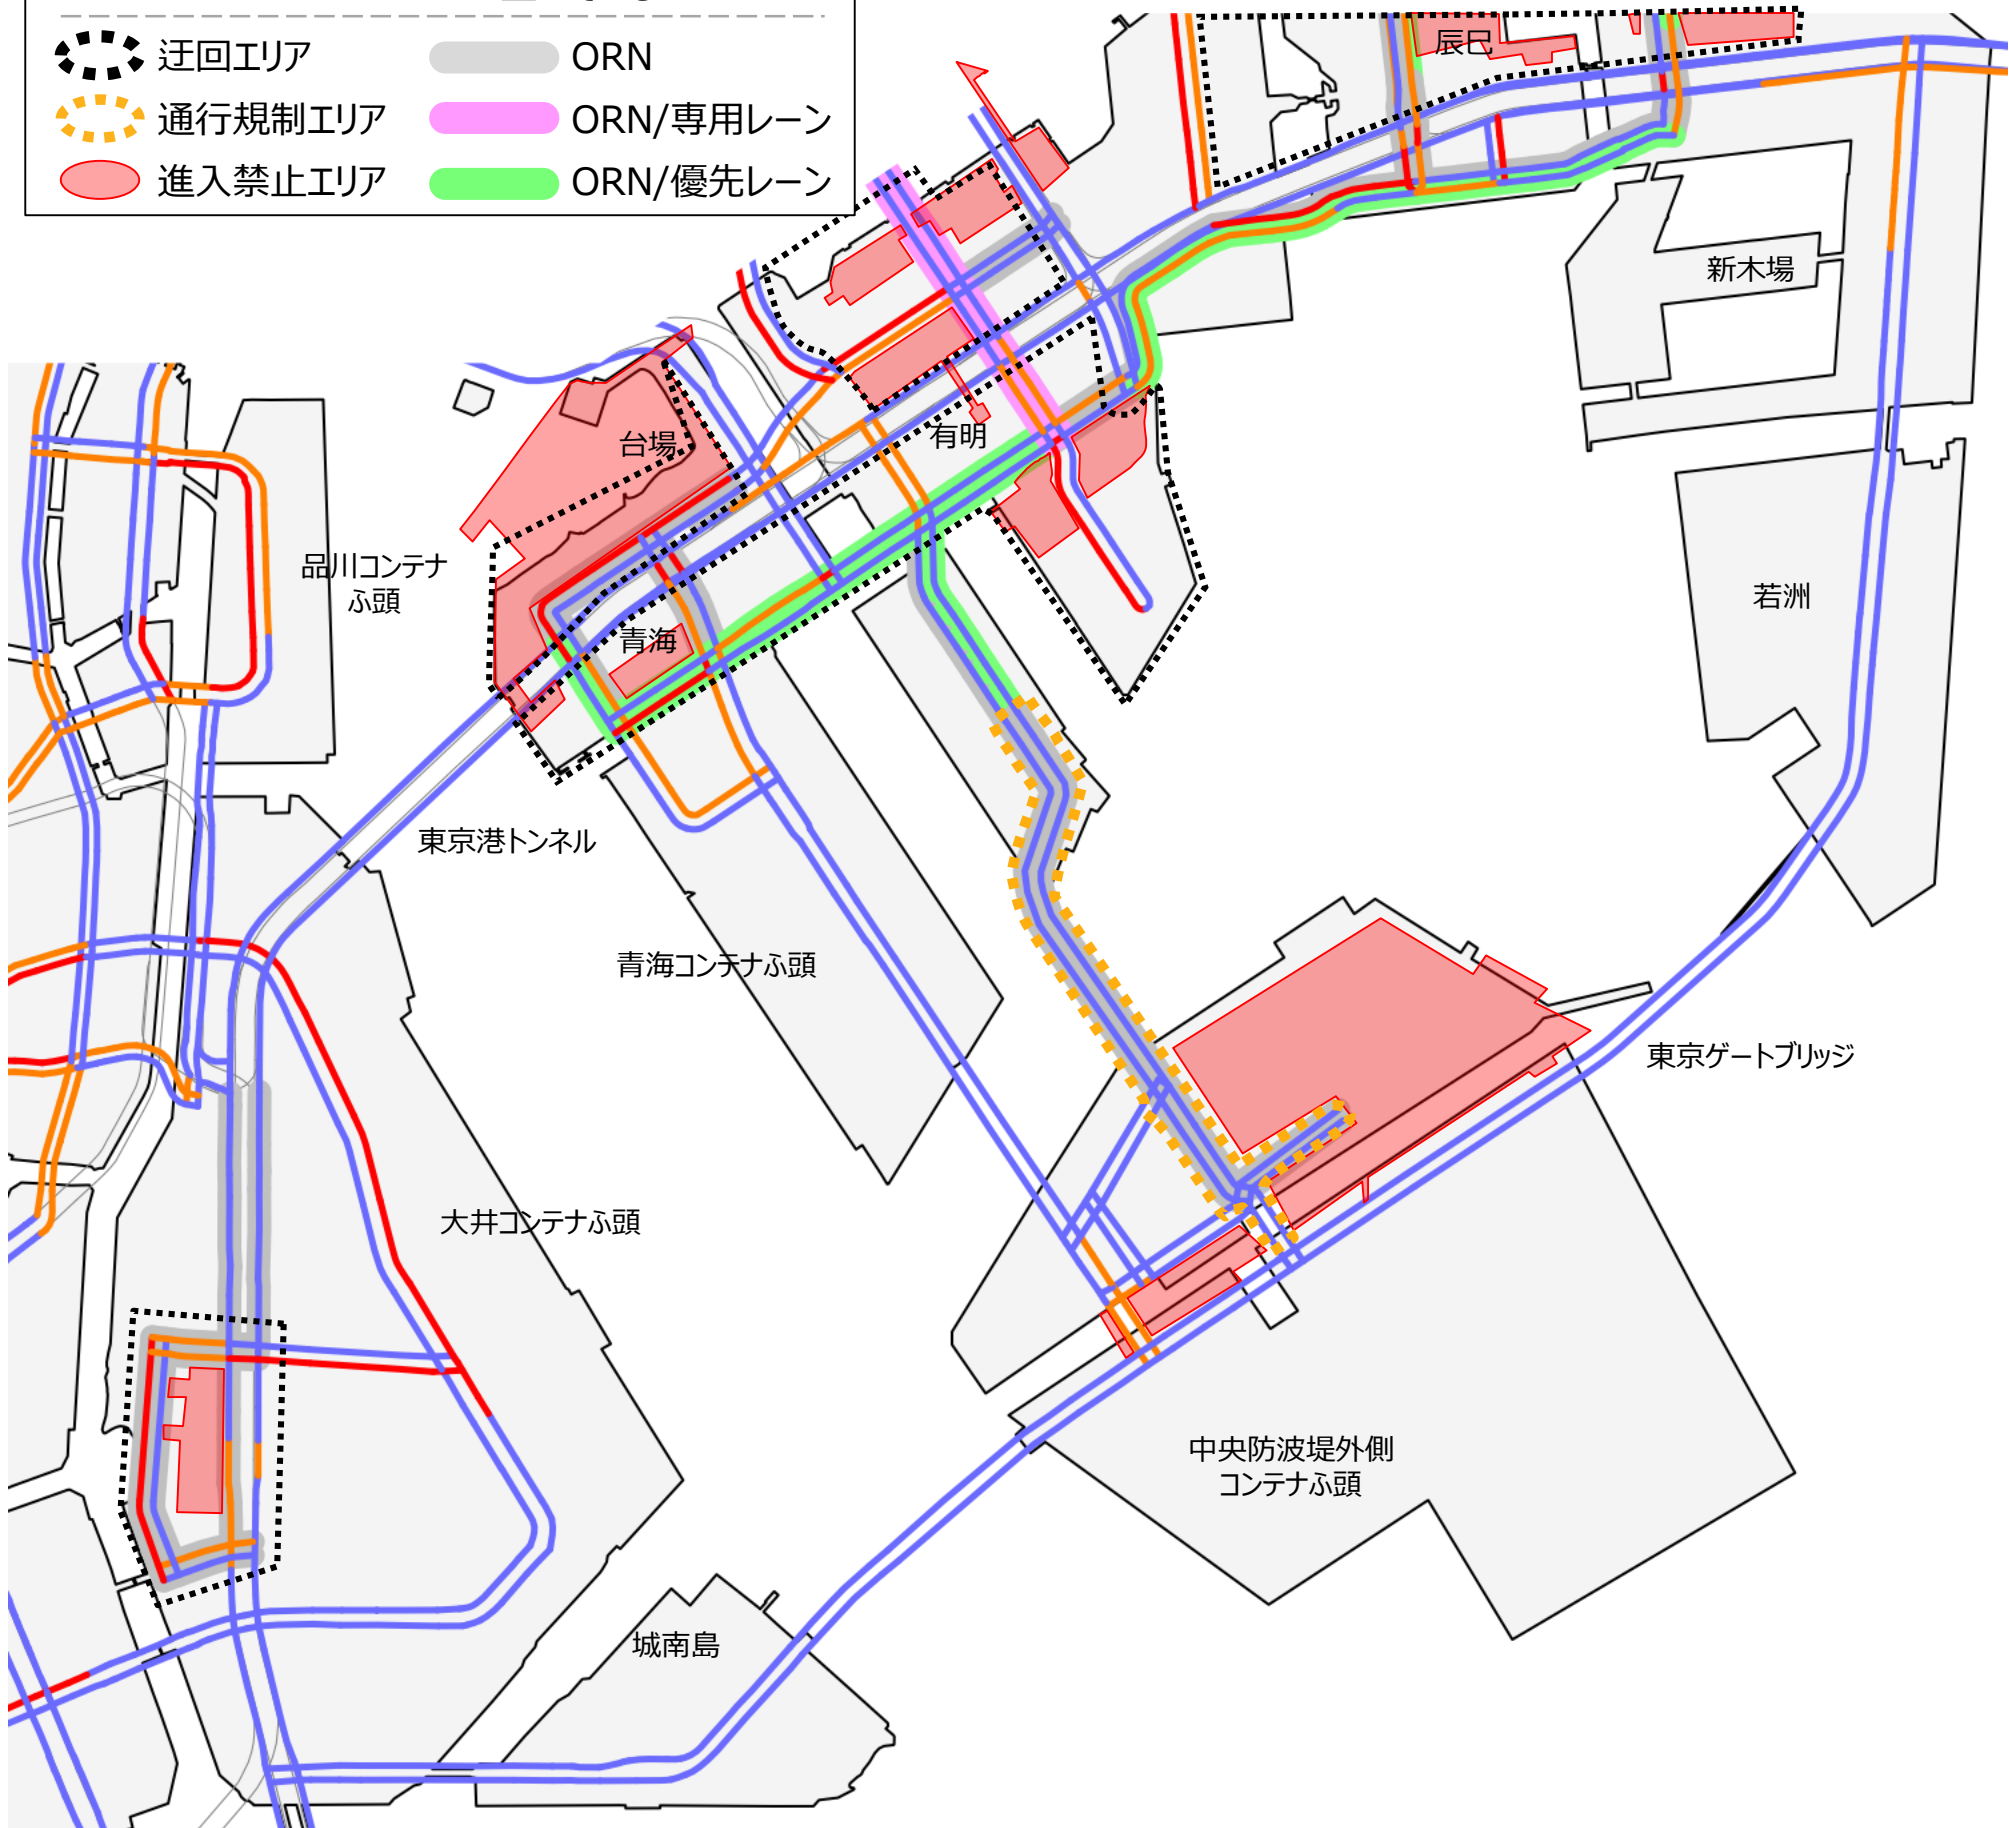 迂回エリア
ORN
通行規制エリア
ORN/専用レーン
進入禁止エリア
ORN/優先レーン
辰巳
新木場
台場
有明
品川コンテナ
ふ頭
若洲
青海
東京港トンネル
青海コンテナふ頭
東京ゲートブリッジ
大井コンテナふ頭
中央防波堤外側
コンテナふ頭
城南島